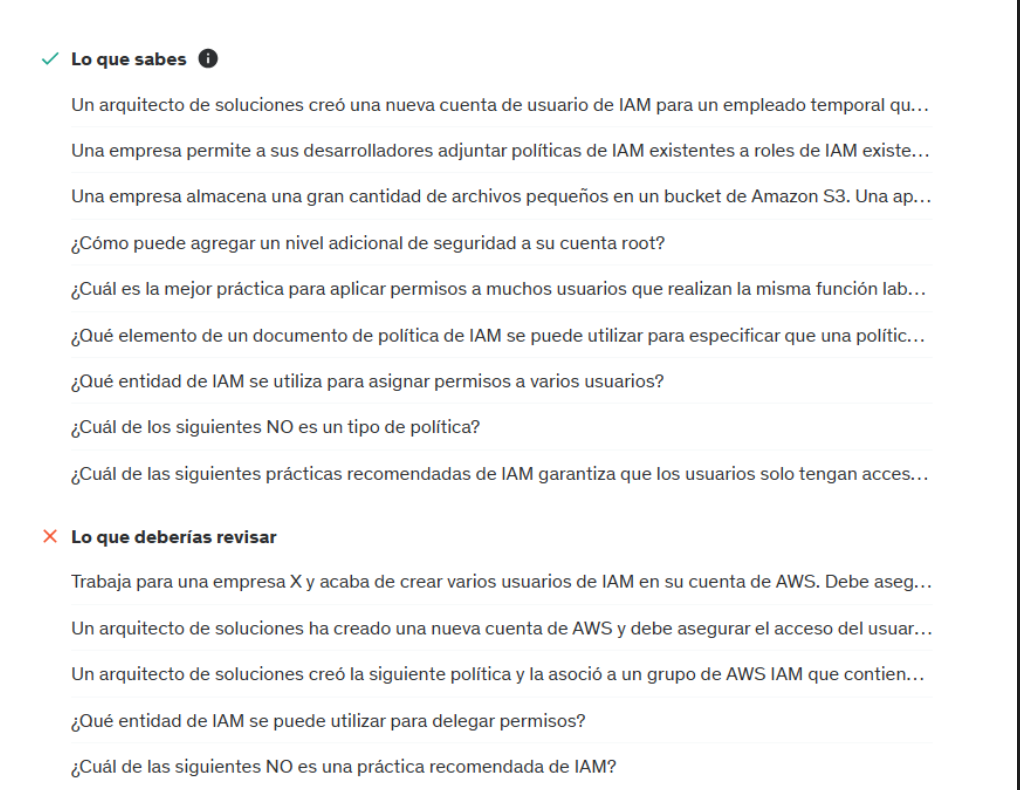 Lo que sabes
Un arquitecto de soluciones creó una nueva cuenta de usuario de IAM para un empleado temporal qu...
Una empresa permite a sus desarrolladores adjuntar políticas de IAM existentes a roles de IAM existe...
Una empresa almacena una gran cantidad de archivos pequeños en un bucket de Amazon S3. Una ap...
¿Cómo puede agregar un nivel adicional de seguridad a su cuenta root?
¿Cuál es la mejor práctica para aplicar permisos a muchos usuarios que realizan la misma función lab...
¿Qué elemento de un documento de política de IAM se puede utilizar para especificar que una polític...
¿Qué entidad de IAM se utiliza para asignar permisos a varios usuarios?
¿Cuál de los siguientes NO es un tipo de política?
¿Cuál de las siguientes prácticas recomendadas de IAM garantiza que los usuarios solo tengan acces...
Lo que deberías revisar
Trabaja para una empresa X y acaba de crear varios usuarios de IAM en su cuenta de AWS. Debe aseg...
Un arquitecto de soluciones ha creado una nueva cuenta de AWS y debe asegurar el acceso del usuar...
Un arquitecto de soluciones creó la siguiente política y la asoció a un grupo de AWS IAM que contien...
¿Qué entidad de IAM se puede utilizar para delegar permisos?
¿Cuál de las siguientes NO es una práctica recomendada de IAM?